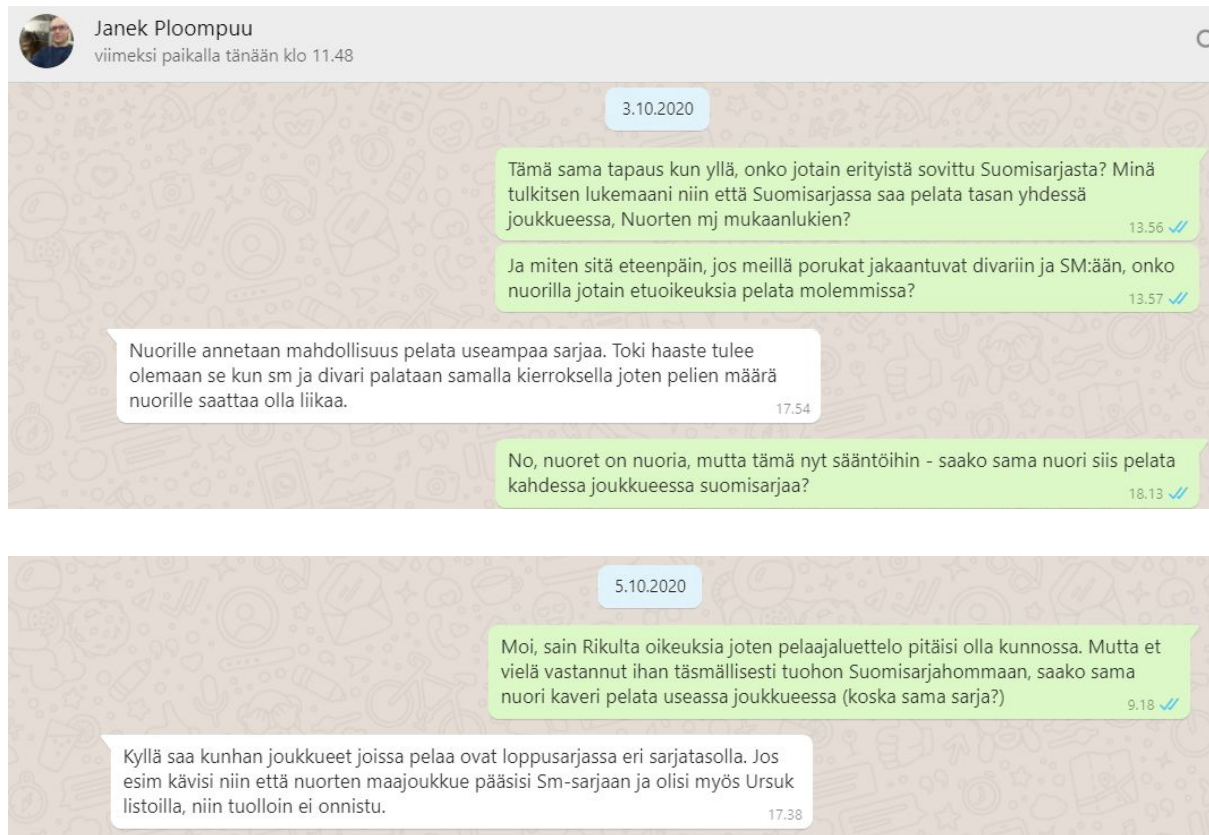 Janek Ploompuu
viimeksi paikalla tänään klo 11.48
3.10.2020
Tämä sama tapaus kun yllä, onko jotain erityistä sovittu Suomisarjasta? Minä
tulkitsen lukemaani niin että Suomisarjassa saa pelata tasan yhdessä
joukkueessa, Nuorten mj mukaanlukien?
13.56
Ja miten sitä eteenpäin, jos meillä porukat jakaantuvat divariin ja SM:ään, onko
nuorilla jotain etuoikeuksia pelata molemmissa?
13.57
Nuorille annetaan mahdollisuus pelata useampaa sarjaa. Toki haaste tulee
olemaan se kun sm ja divari palataan samalla kierroksella joten pelien määrä
nuorille saattaa olla liikaa.
17.54
No, nuoret on nuoria, mutta tämä nyt sääntöihin - saako sama nuori siis pelata
kahdessa joukkueessa suomisarjaa?
18.13
5.10.2020
Moi, sain Rikulta oikeuksia joten pelaajaluettelo pitäisi olla kunnossa. Mutta et
vielä vastannut ihan täsmällisesti tuohon Suomisarjahommaan, saako sama
nuori kaveri pelata useassa joukkueessa (koska sama sarja?)
9.18
Kyllä saa kunhan joukkueet joissa pelaa ovat loppusarjassa eri sarjatasolla. Jos
esim kävisi niin että nuorten maajoukkue pääsisi Sm-sarjaan ja olisi myös Ursuk
listoilla, niin tuolloin ei onnistu.
17.38